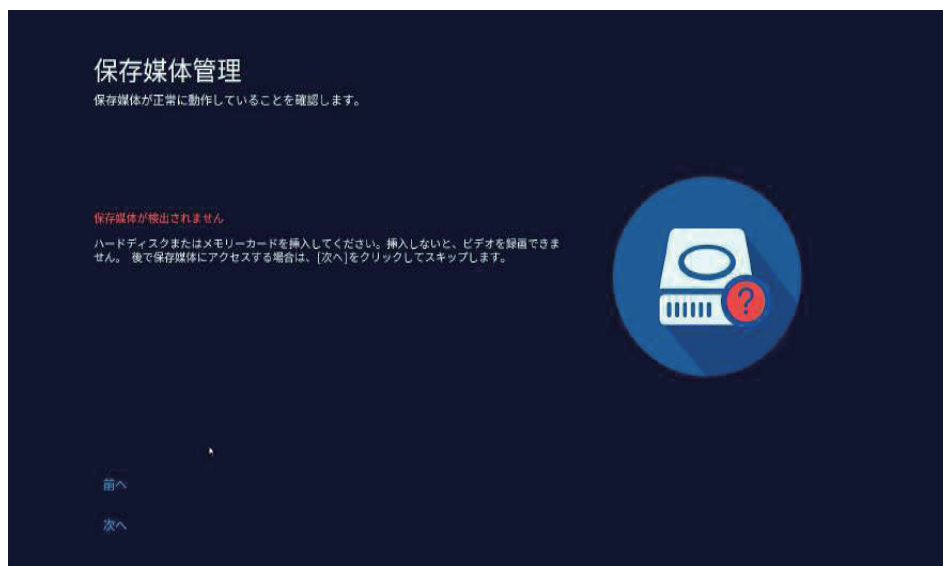 保存媒体管理
保存媒体が正常に動作していることを確認します。
保存媒体が検出されません
ハードディスクまたはメモリーカードを挿入してください。挿入しないと、ビデオを録画できま
せん。 後で保存媒体にアクセスする場合は、[次へ]をクリックしてスキップします。
?
前へ
次へ